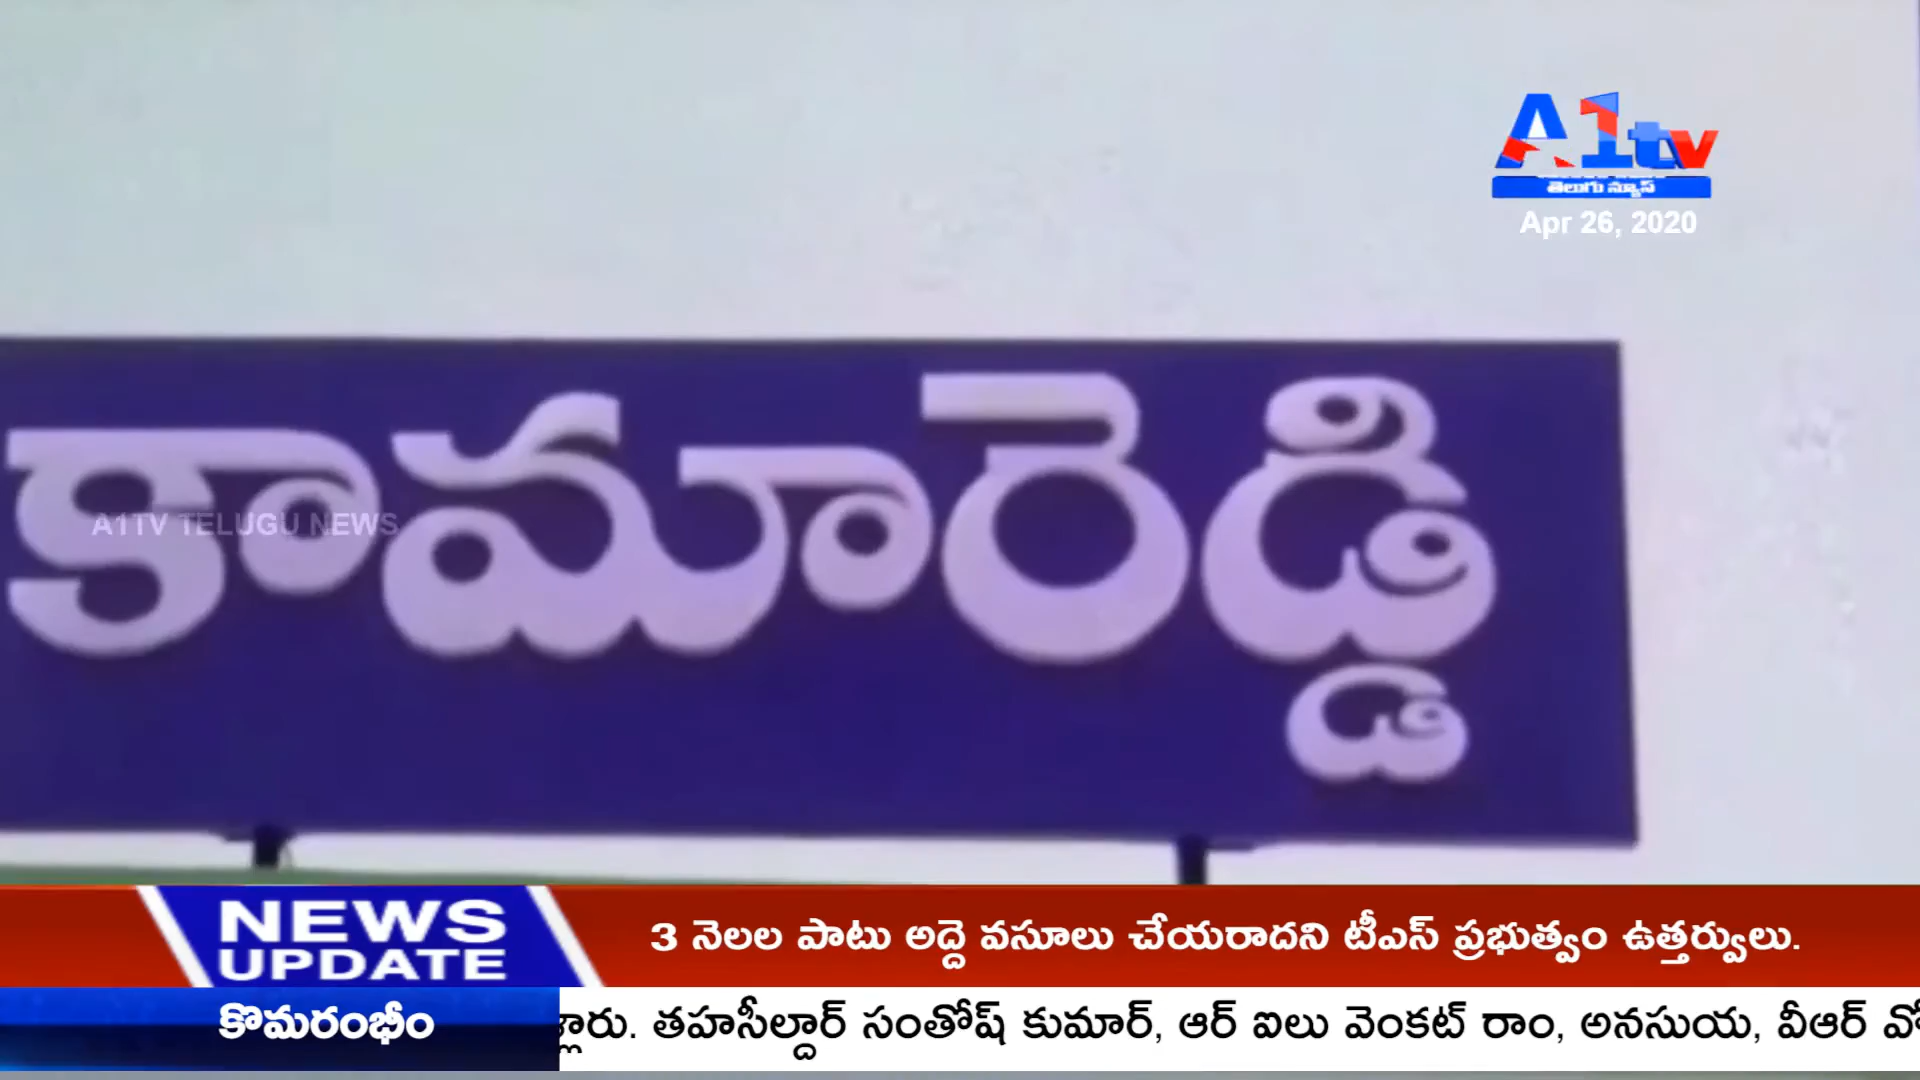 A1tv
తెలుగు న్యూస్
Apr 26, 2020
కామారెడ్డి
A1TV TELUGU NEWS
NEWS
UPDATE
3 నెలల పాటు అద్దె వసూలు చేయరాదని టీఎస్ ప్రభుత్వం ఉత్తర్వులు.
కొమరంభీం
తహసీల్దార్ సంతోష్ కుమార్, ఆర్ ఐలు వెంకట్ రాం, అనసుయ, వీఆర్